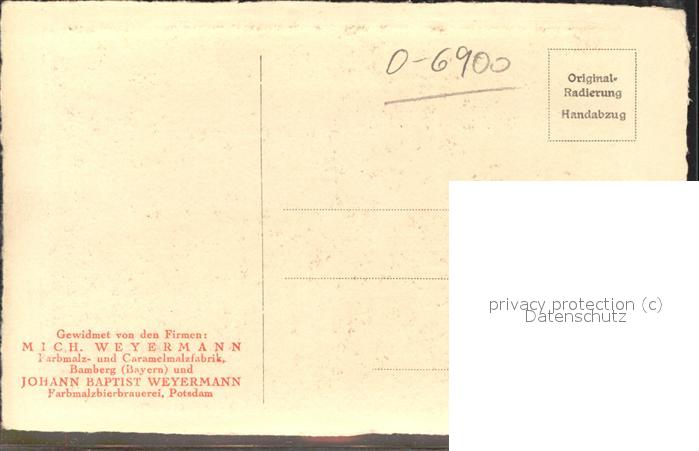 O-6900
Original-
Radierung
Handabzug
privacy protection (c)
Datenschutz
Gewidmet von den Firmen:
MICH. WEYERMANN
Farbmalz- und Caramelmalzfabrik,
Bamberg (Bayern) und
JOHANN BAPTIST WEYERMANN
Farbmalzbierbrauerei, Potsdam